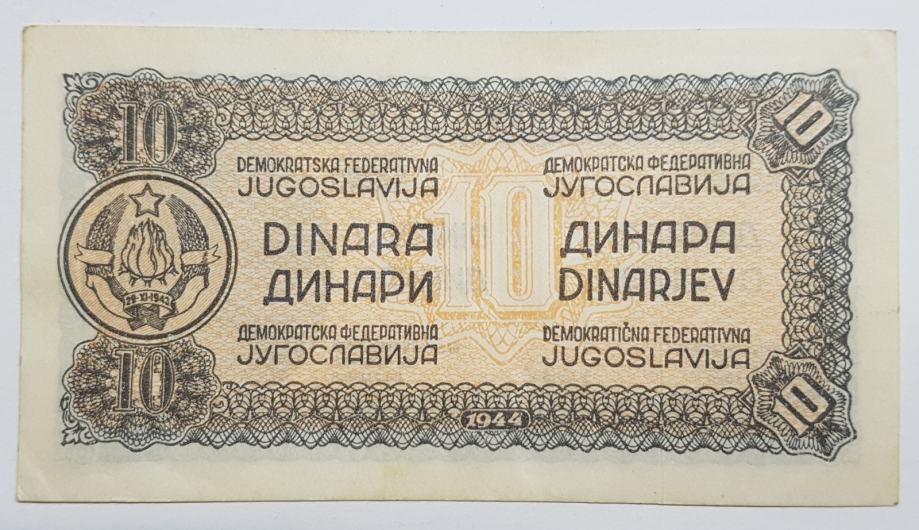 10
10
DEMOKRATSKA FEDERATIVNA
JUGOSLAVIJA
ДЕМОКРАТСКА ФЕДЕРАТИВНА
ЈУГОСЛАВИЈА
DINARA
ДИНАРИ
10
ДИНАРА
DINARJEV
29·XI·1943
ДЕМОКРАТСКА ФЕДЕРАТИВНА
ЈУГОСЛАВИЈА
DEMOKRATIČNA FEDERATIVNA
JUGOSLAVIJA
10
10
1944